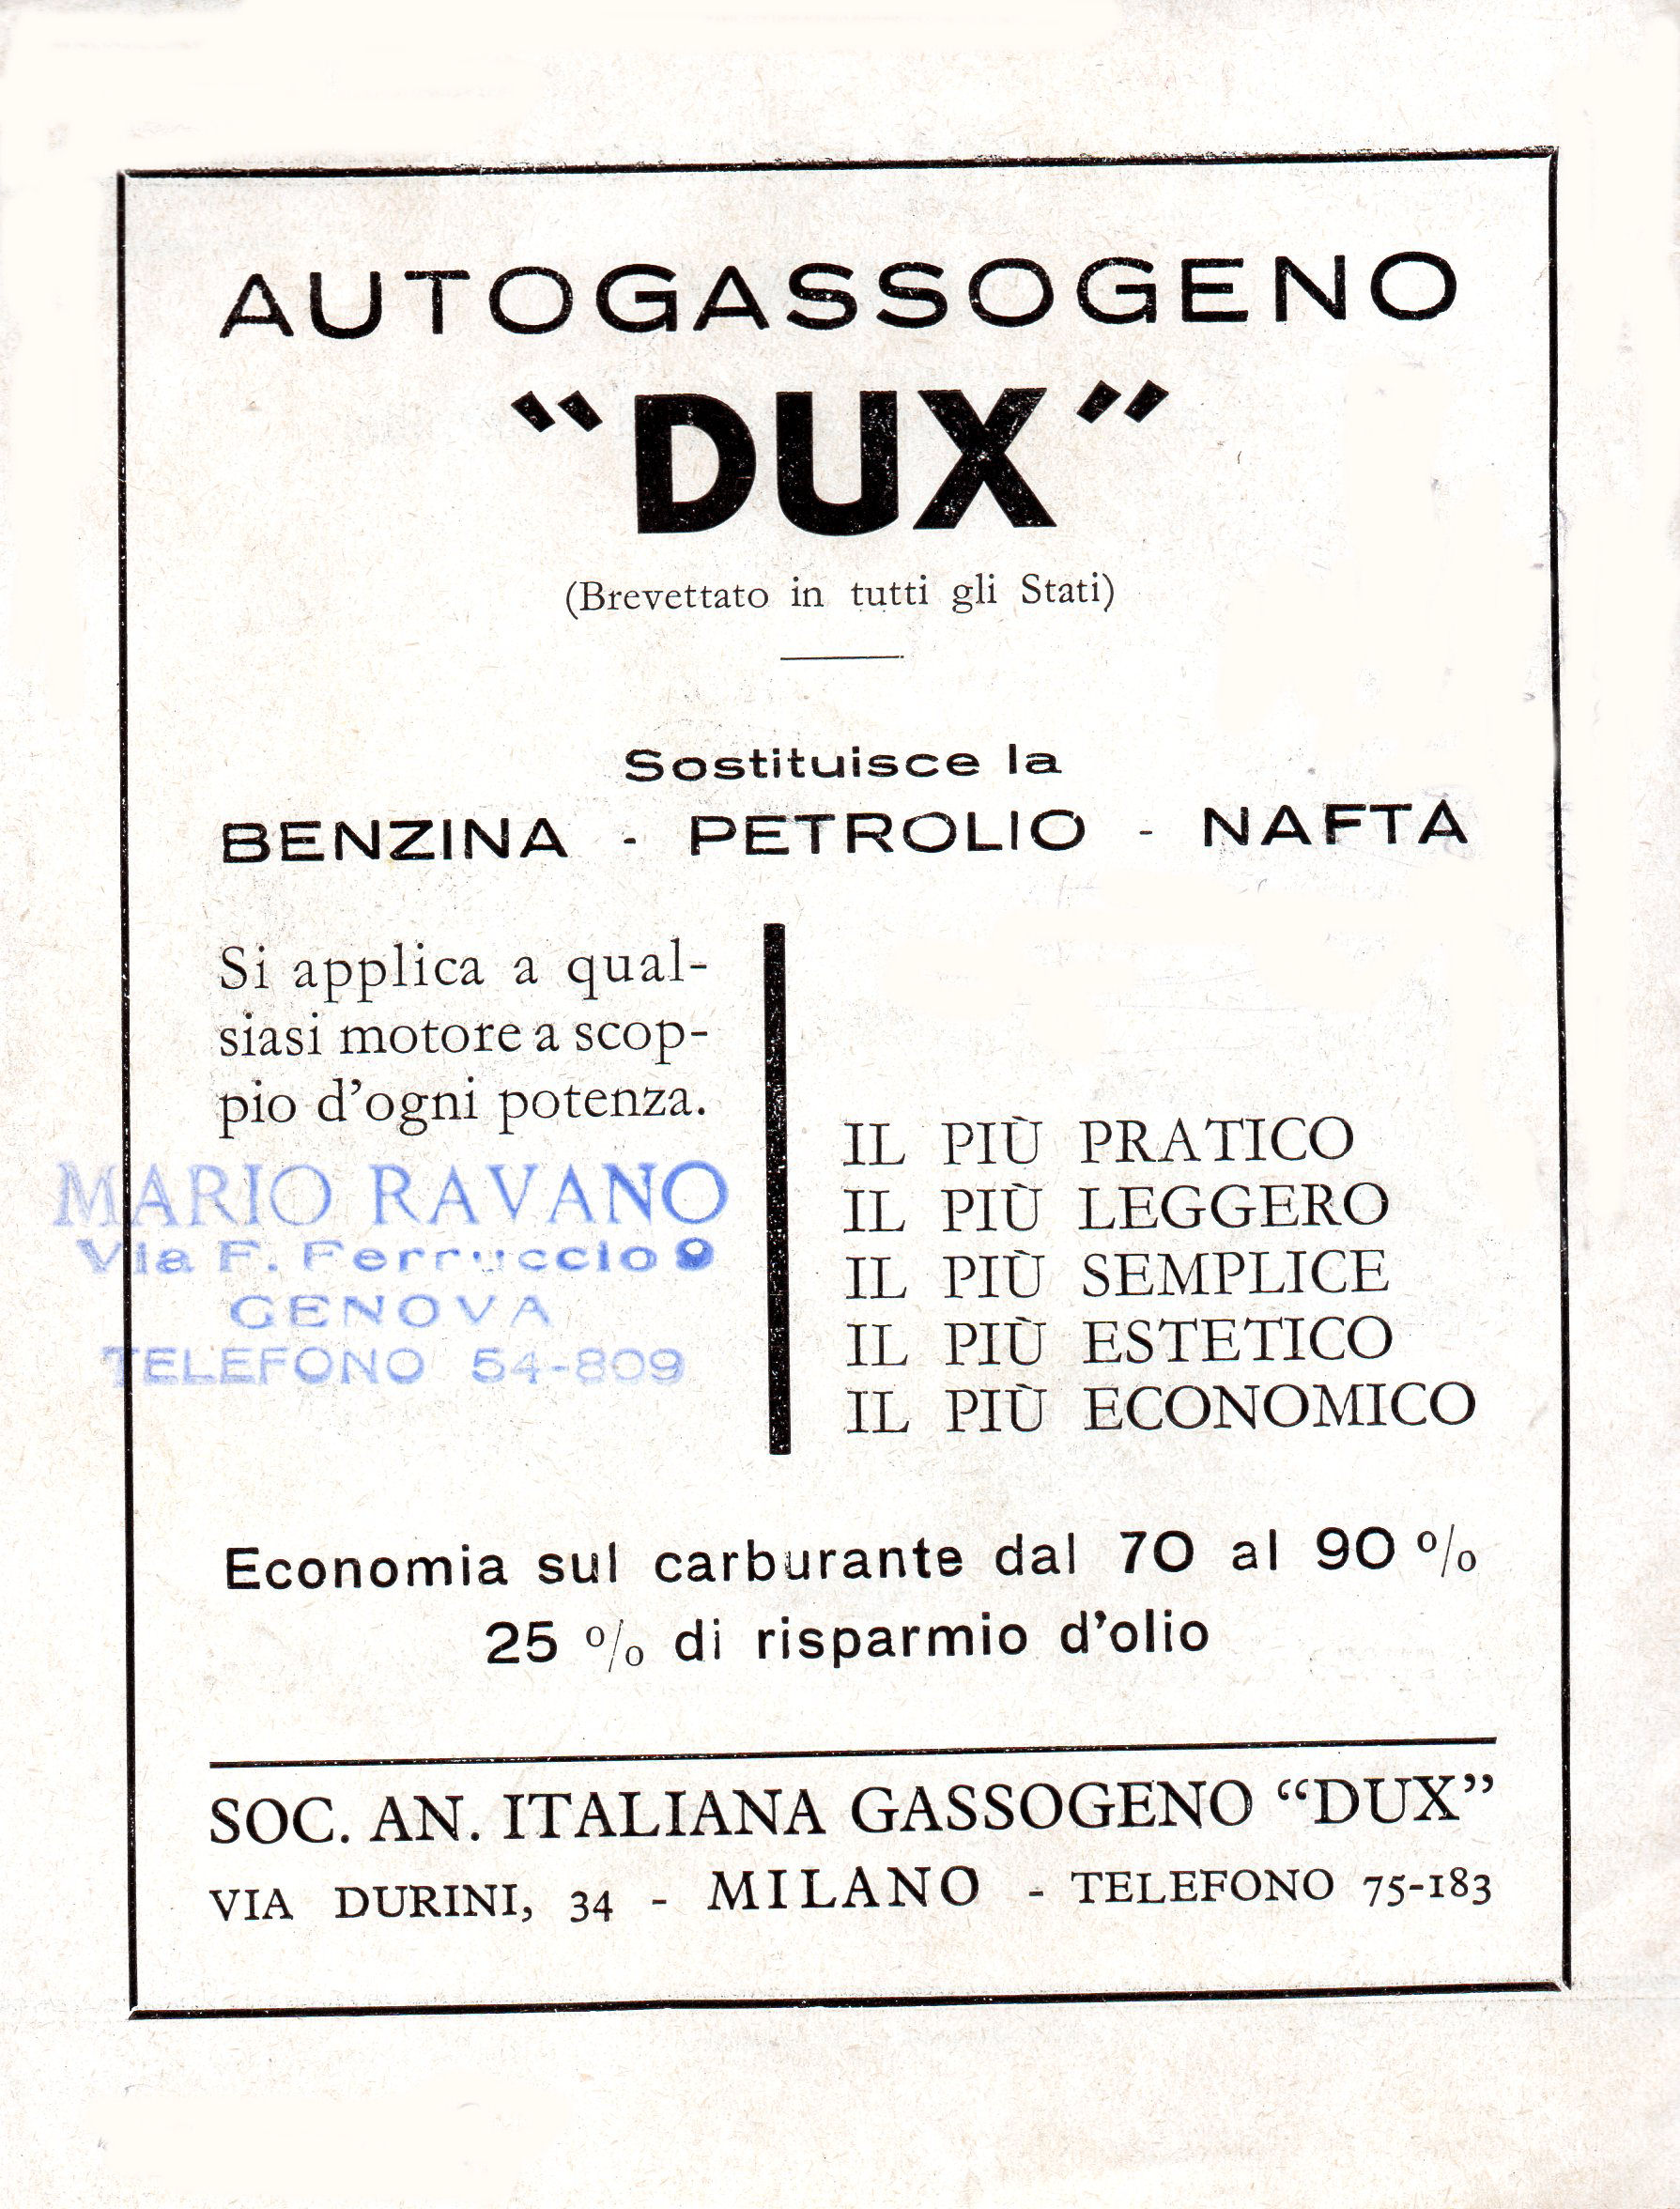 AUTOGASSOGENO
“DUX”
(Brevettato in tutti gli Stati)
Sostituisce la
BENZINA - PETROLIO - NAFTA
Si applica a qual-
siasi motore a scop-
pio d’ogni potenza.
MARIO RAVANO
Via F. Ferruccio 9
GENOVA
TELEFONO 54-809
IL PIÙ PRATICO
IL PIÙ LEGGERO
IL PIÙ SEMPLICE
IL PIÙ ESTETICO
IL PIÙ ECONOMICO
Economia sul carburante dal 70 al 90 %
25 % di risparmio d’olio
SOC. AN. ITALIANA GASSOGENO “DUX”
VIA DURINI, 34 - MILANO - TELEFONO 75-183